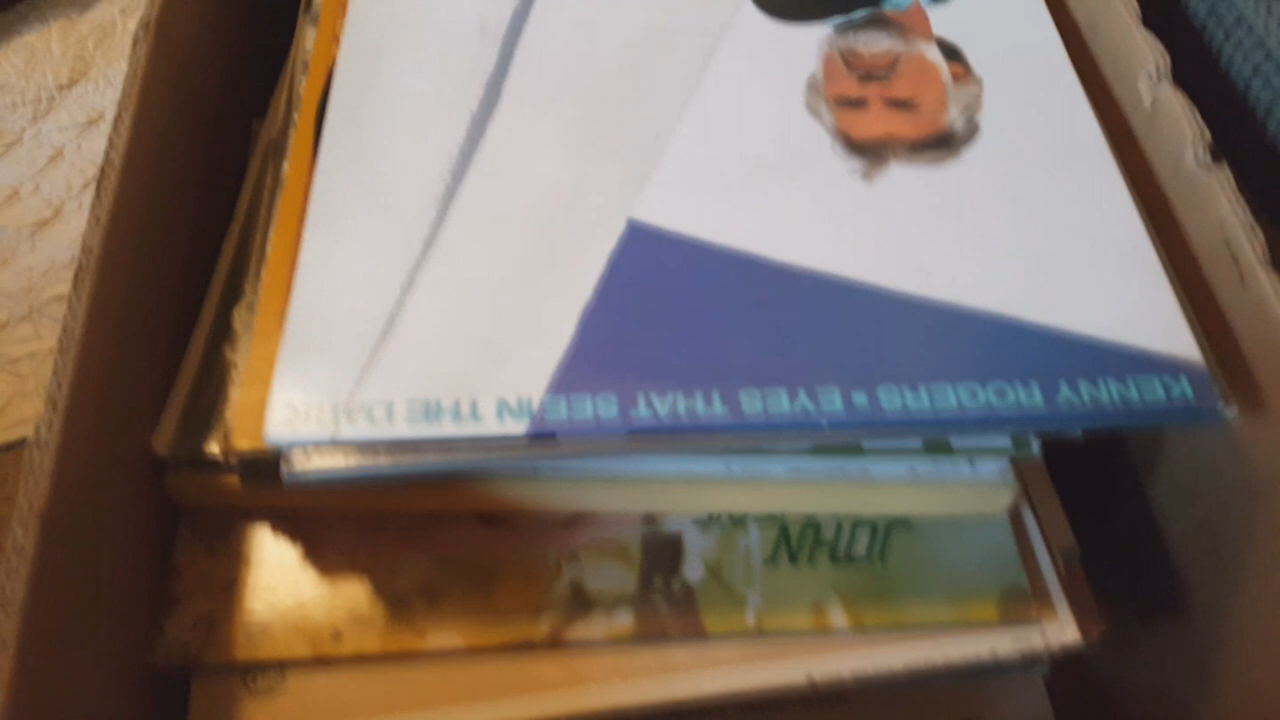 KENNY ROGERS • EYES THAT SEE IN THE DARK
JOHN